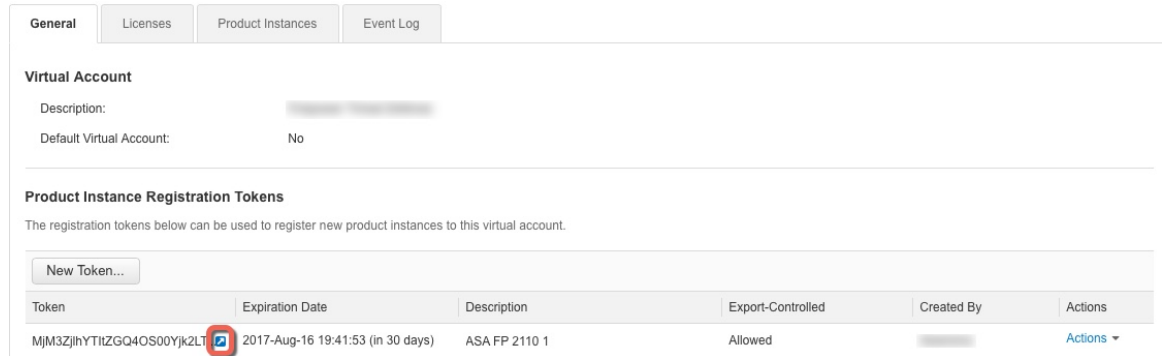 General Licenses Product Instances Event Log
Virtual Account
Description:
Default Virtual Account: No
Product Instance Registration Tokens
The registration tokens below can be used to register new product instances to this virtual account.
New Token...
Token Expiration Date Description Export-Controlled Created By Actions
MjM3ZjlhYTItZGQ4OS00Yjk2LT 2017-Aug-16 19:41:53 (in 30 days) ASA FP 2110 1 Allowed Actions